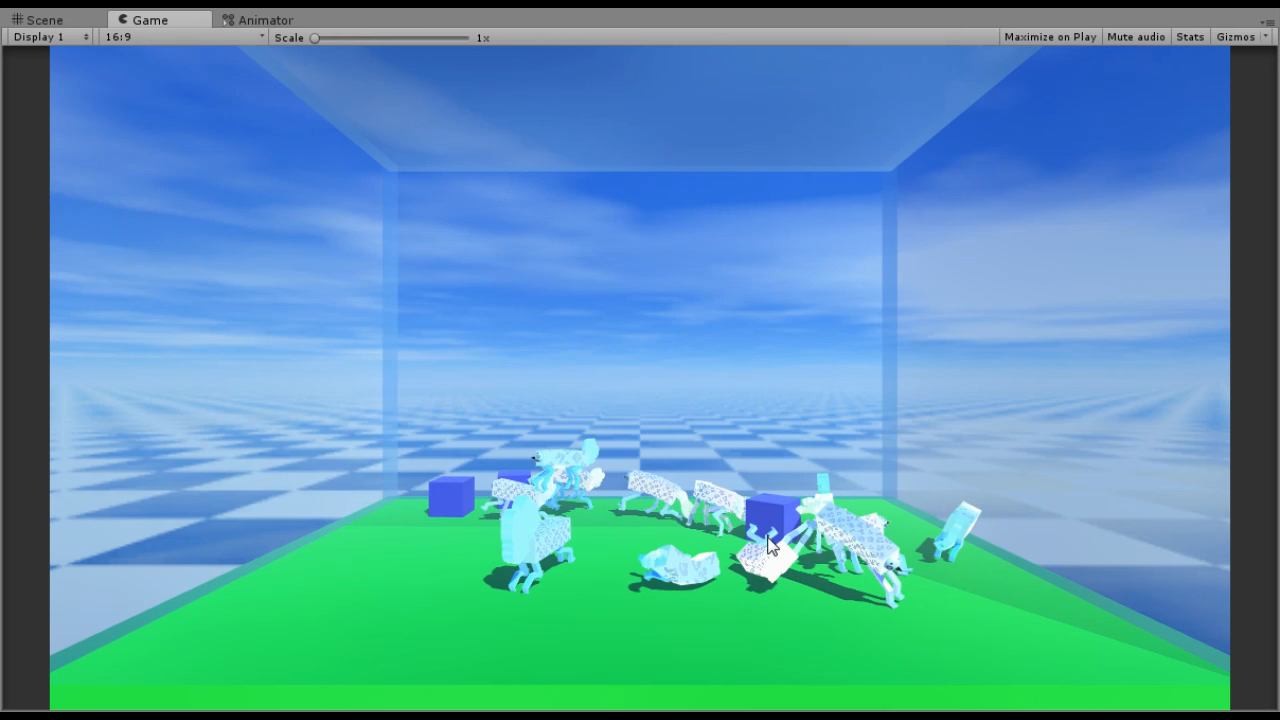 Scene Game Animator
Display 1 16:9 Scale 1x Maximize on Play Mute audio Stats Gizmos